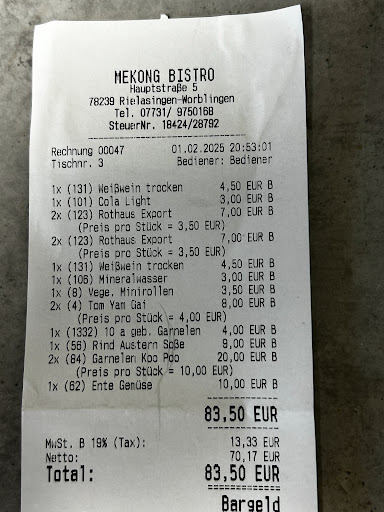 MEKONG BISTRO
Hauptstraße 5
78239 Rielasingen-Worblingen
Tel. 07731/ 9750168
SteuerNr. 18424/28792
Rechnung 00047 01.02.2025 20:53:01
Tischnr. 3 Bediener: Bediener
1x (131) Weißwein trocken 4,50 EUR B
1x (101) Cola Light 3,00 EUR B
2x (123) Rothaus Export 7,00 EUR B
(Preis pro Stück = 3,50 EUR)
2x (123) Rothaus Export 7,00 EUR B
(Preis pro Stück = 3,50 EUR)
1x (131) Weißwein trocken 4,50 EUR B
1x (106) Mineralwasser 3,00 EUR B
1x (8) Vege. Minirollen 3,50 EUR B
2x (4) Tom Yam Gai 8,00 EUR B
(Preis pro Stück = 4,00 EUR)
1x (1332) 10 a geb. Garnelen 4,00 EUR B
1x (56) Rind Austern Soße 9,00 EUR B
2x (84) Garnelen Koo Poo 20,00 EUR B
(Preis pro Stück = 10,00 EUR)
1x (62) Ente Gemüse 10,00 EUR B
83,50 EUR
MwSt. B 19% (Tax): 13,33 EUR
Netto: 70,17 EUR
Total: 83,50 EUR
Bargeld